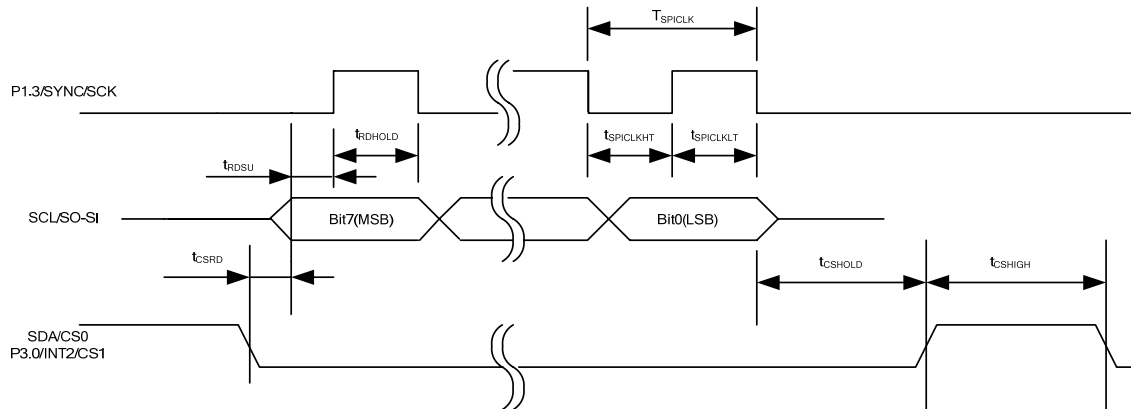 TSPICLK
P1.3/SYNC/SCK
tRDHOLD
tSPICLKHT
tSPICLKLT
tRDSU
SCL/SO-SI
Bit7(MSB)
Bit0(LSB)
tCSRD
tCSHOLD
tCSHIGH
SDA/CS0
P3.0/INT2/CS1